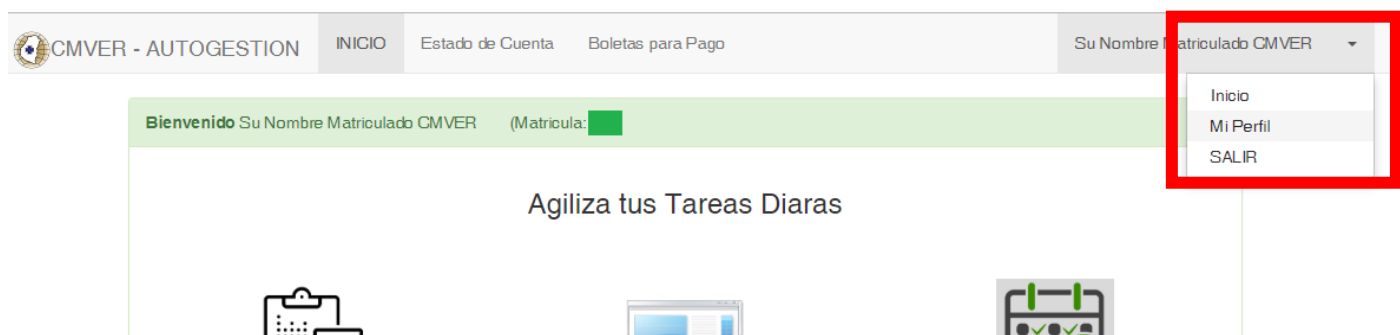 CMVER - AUTOGESTION INICIO Estado de Cuenta Boletas para Pago Su Nombre Matriculado CMVER
Inicio
Mi Perfil
SALIR
Bienvenido Su Nombre Matriculado CMVER (Matricula:
Agiliza tus Tareas Diaras